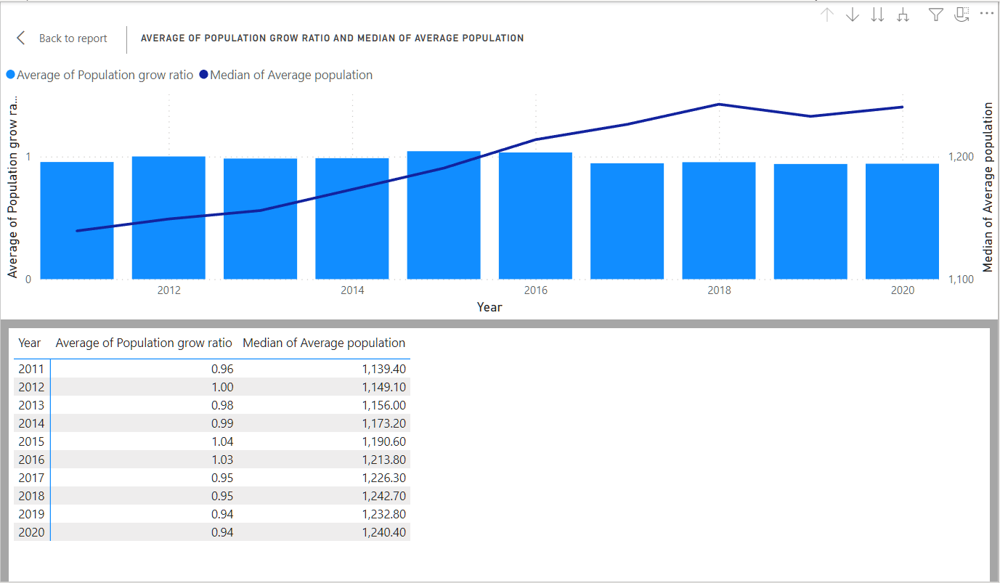 Back to report
AVERAGE OF POPULATION GROW RATIO AND MEDIAN OF AVERAGE POPULATION
Average of Population grow ratio Median of Average population
Average of Population grow ra...
1
0
1,200
1,100
Median of Average population
2012 2014 2016 2018 2020
Year
Year Average of Population grow ratio Median of Average population
2011 0.96 1,139.40
2012 1.00 1,149.10
2013 0.98 1,156.00
2014 0.99 1,173.20
2015 1.04 1,190.60
2016 1.03 1,213.80
2017 0.95 1,226.30
2018 0.95 1,242.70
2019 0.94 1,232.80
2020 0.94 1,240.40